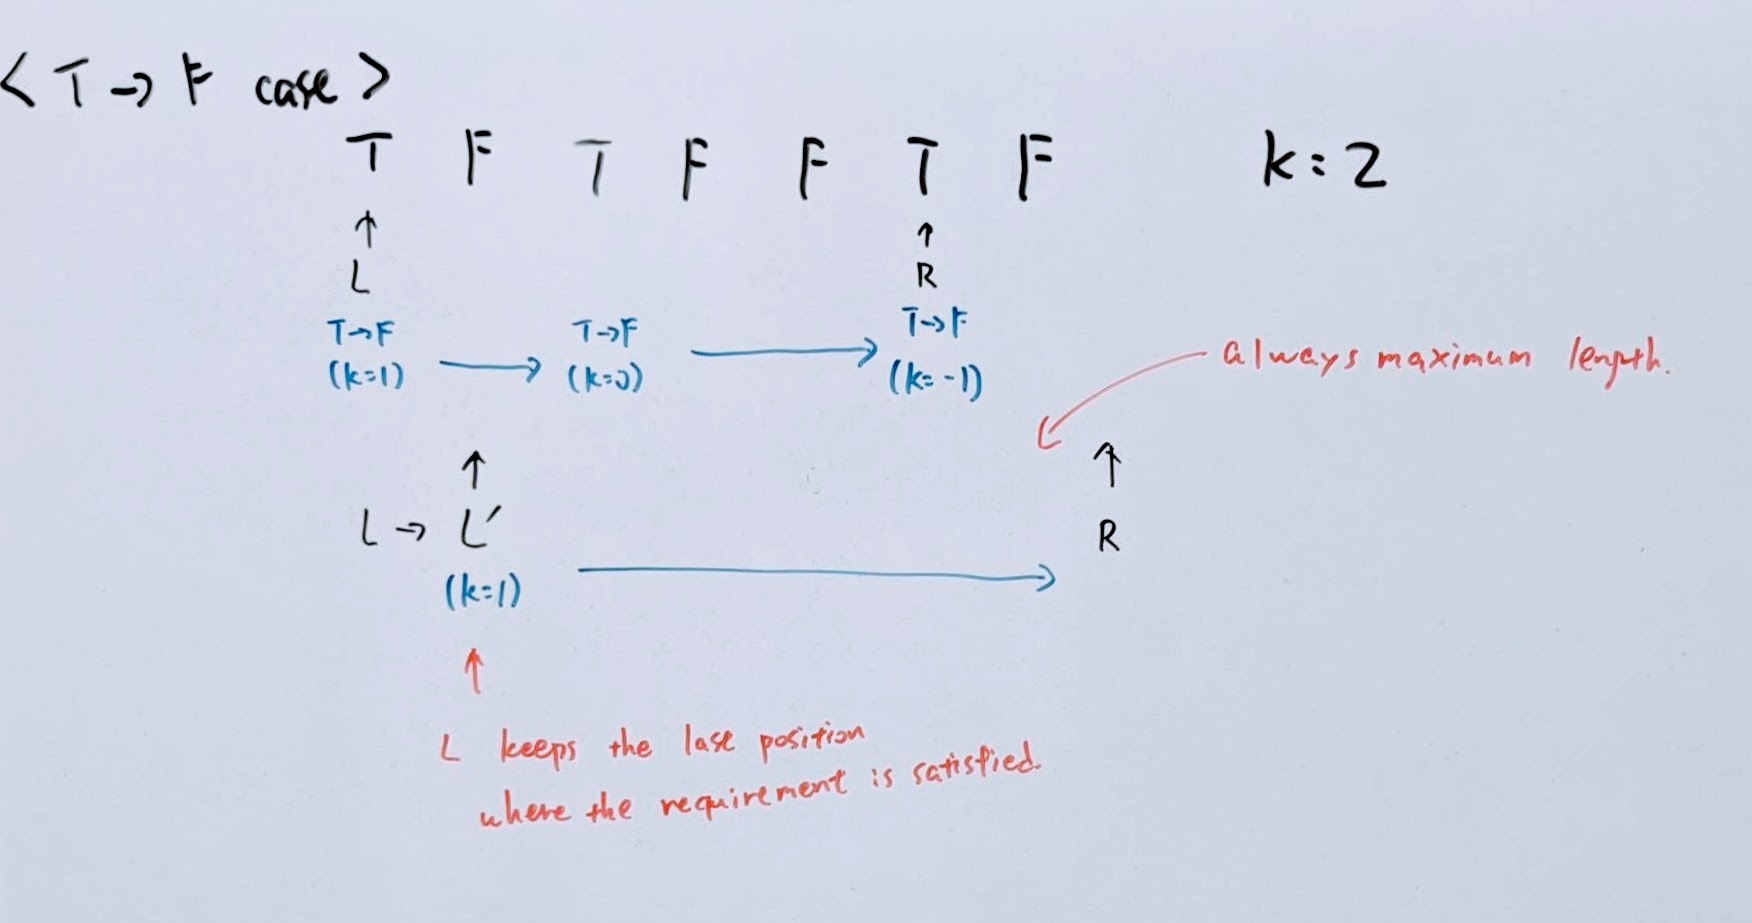 <T→F case>
T F T F F T F k:2
↑ ↑
L R
T→F T→F T→F
(k=1) → (k=0) → (k=-1)
always maximum length.
↑ ↑
L → L′ R
(k=1) →
↑
L keeps the last position
where the requirement is satisfied.